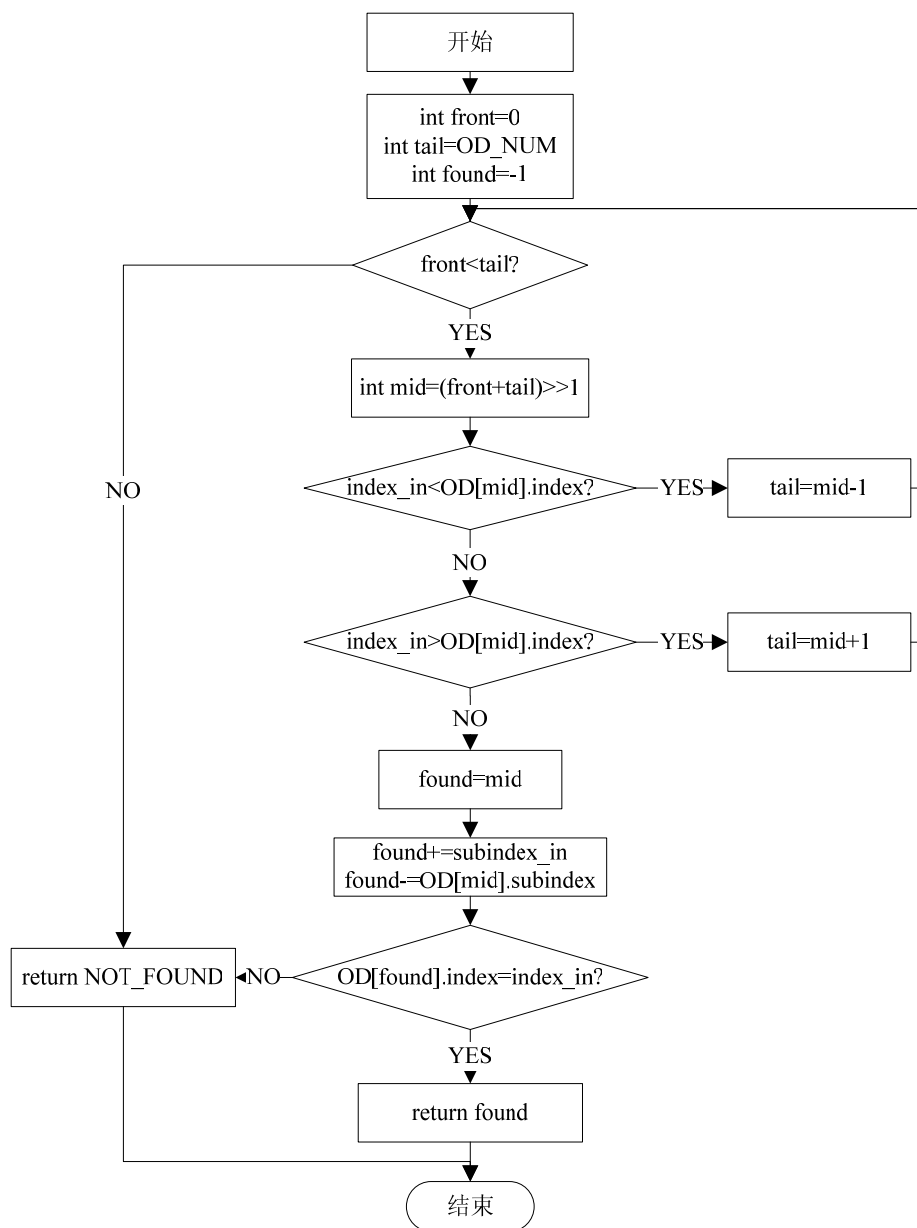 开始
int front=0
int tail=OD_NUM
int found=-1
front<tail?
YES
int mid=(front+tail)>>1
NO
index_in<OD[mid].index?
YES
tail=mid-1
NO
index_in>OD[mid].index?
YES
tail=mid+1
NO
found=mid
found+=subindex_in
found-=OD[mid].subindex
return NOT_FOUND
NO
OD[found].index=index_in?
YES
return found
结束